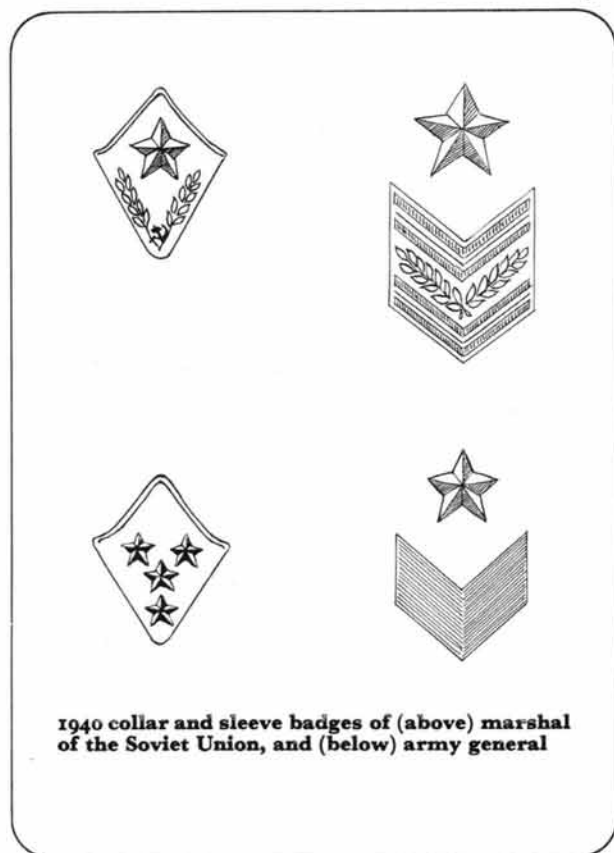 1940 collar and sleeve badges of (above) marshal
of the Soviet Union, and (below) army general